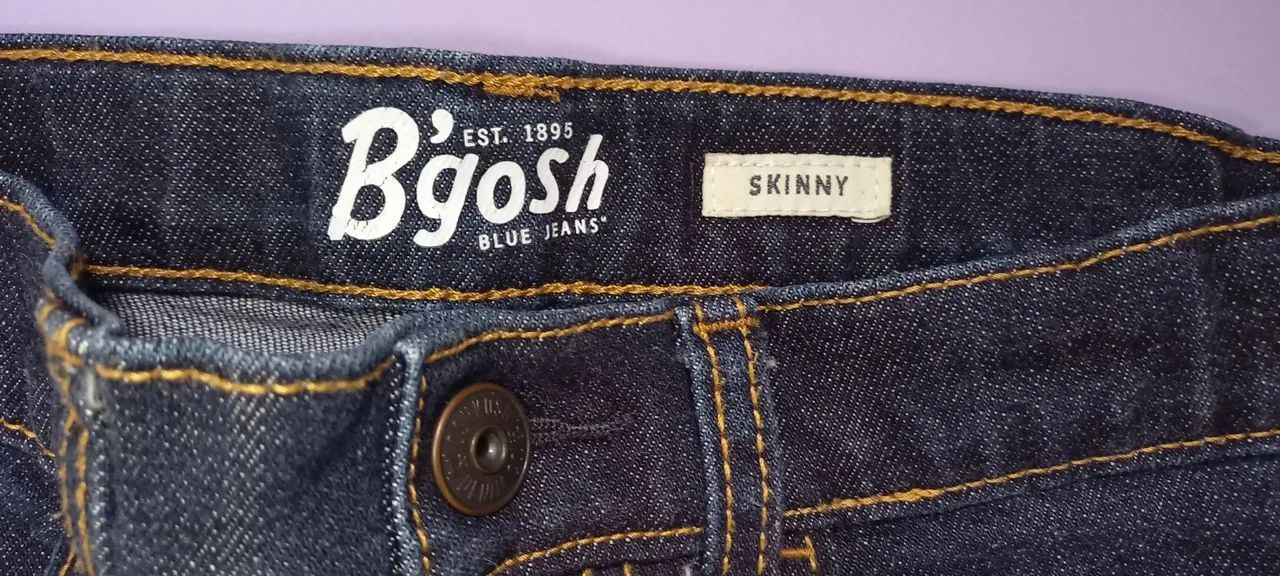 EST. 1895
B'gosh
BLUE JEANS
SKINNY